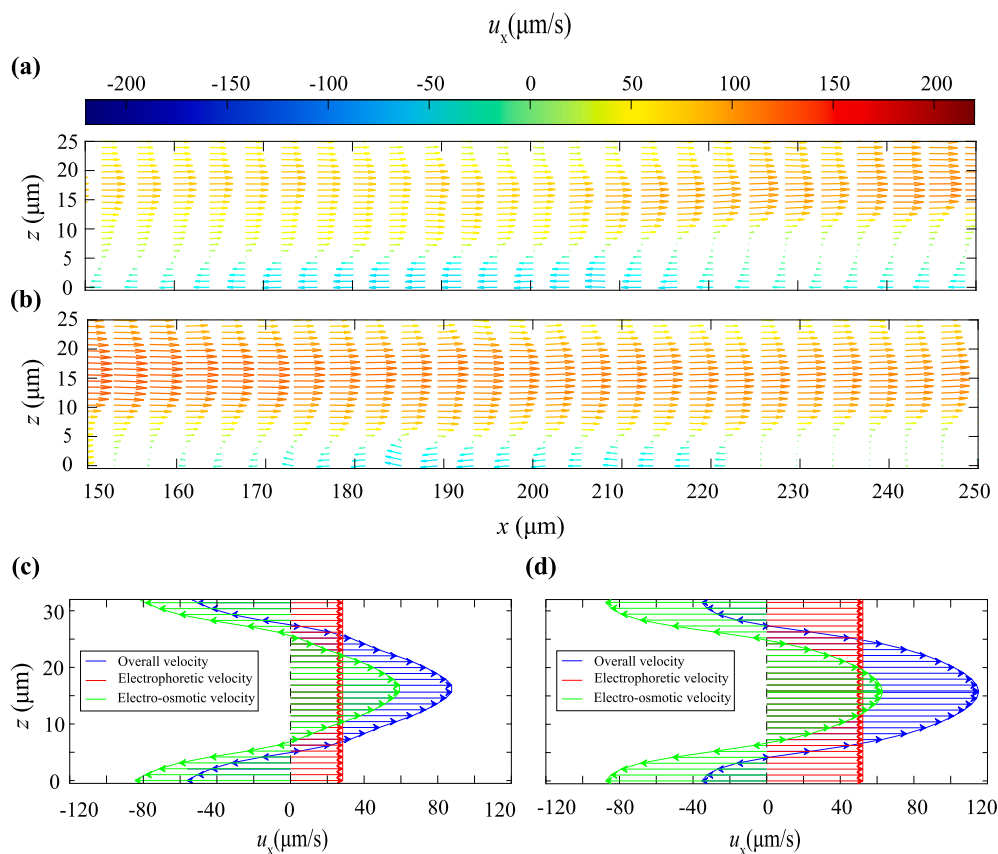 uₓ(μm/s)
(a)
-200 -150 -100 -50 0 50 100 150 200
25
20
15
10
5
0
z (μm)
(b)
25
20
15
10
5
0
z (μm)
150 160 170 180 190 200 210 220 230 240 250
x (μm)
(c)
30
20
10
0
z (μm)
Overall velocity
Electrophoretic velocity
Electro-osmotic velocity
-120 -80 -40 0 40 80 120
uₓ(μm/s)
(d)
Overall velocity
Electrophoretic velocity
Electro-osmotic velocity
-120 -80 -40 0 40 80 120
uₓ(μm/s)